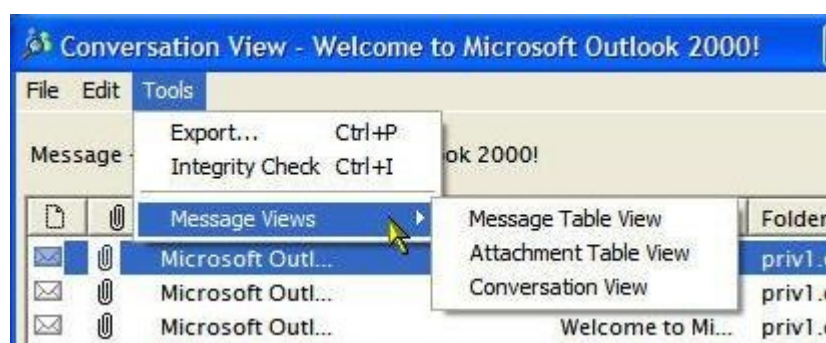 Conversation View - Welcome to Microsoft Outlook 2000!
File Edit Tools
Export... Ctrl+P
Message ok 2000!
Integrity Check Ctrl+I
Message Views
Message Table View
Folder
Attachment Table View
Microsoft Outl... priv1.
Conversation View
Microsoft Outl... priv1.
Microsoft Outl... Welcome to Mi... priv1.